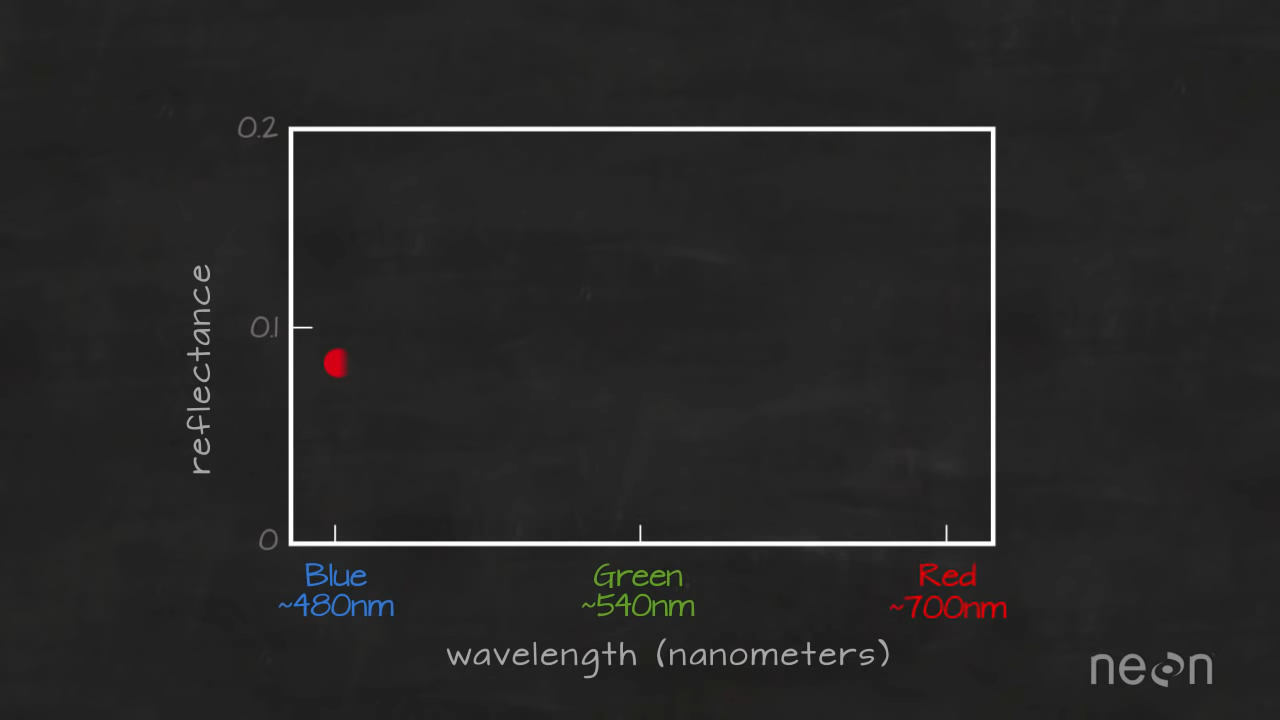 0.2
0.1
0
reflectance
Blue
~480nm
Green
~540nm
Red
~700nm
wavelength (nanometers)
neon